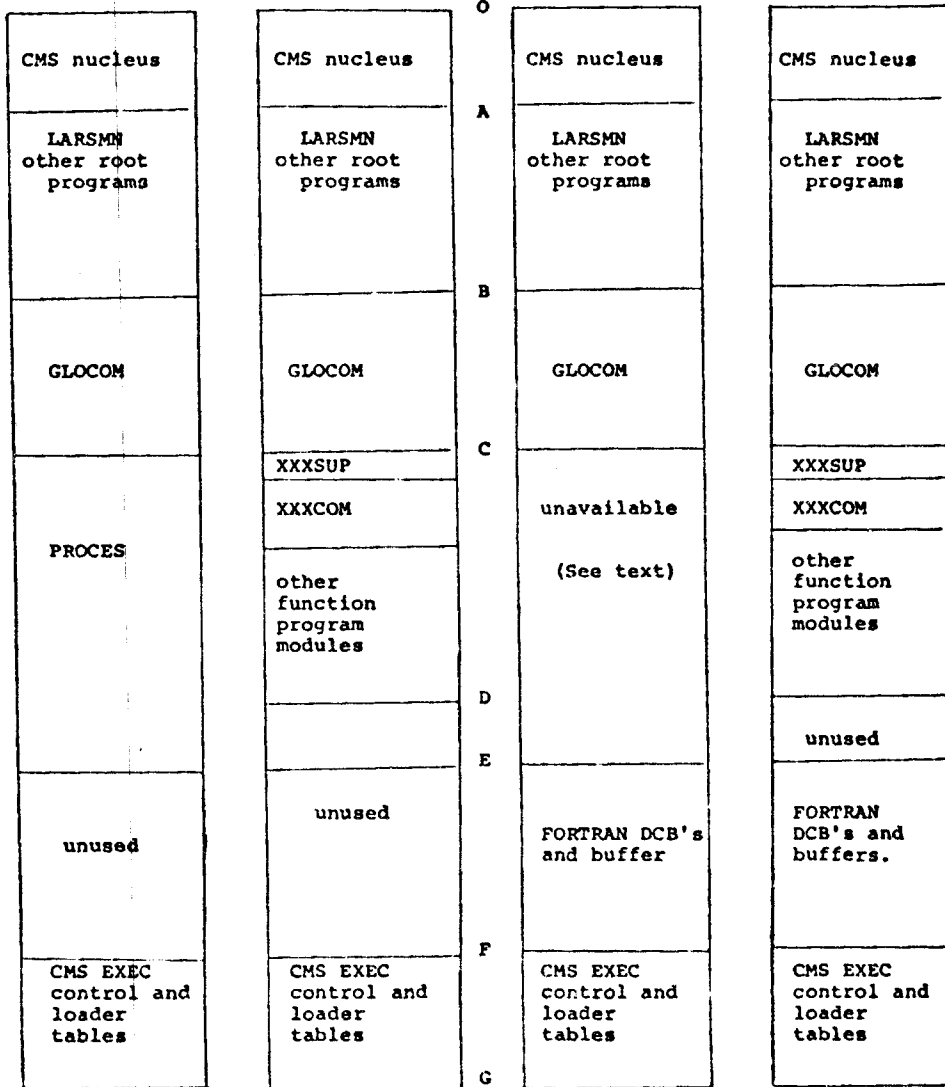 CMS nucleus
LARSMN
other root
programs
GLOCOM
PROCES
unused
CMS EXEC
control and
loader
tables
CMS nucleus
LARSMN
other root
programs
GLOCOM
XXXSUP
XXXCOM
other
function
program
modules
unused
CMS EXEC
control and
loader
tables
O
A
B
C
D
E
F
G
CMS nucleus
LARSMN
other root
programs
GLOCOM
unavailable
(See text)
FORTRAN DCB's
and buffer
CMS EXEC
control and
loader
tables
CMS nucleus
LARSMN
other root
programs
GLOCOM
XXXSUP
XXXCOM
other
function
program
modules
unused
FORTRAN
DCB's and
buffers.
CMS EXEC
control and
loader
tables